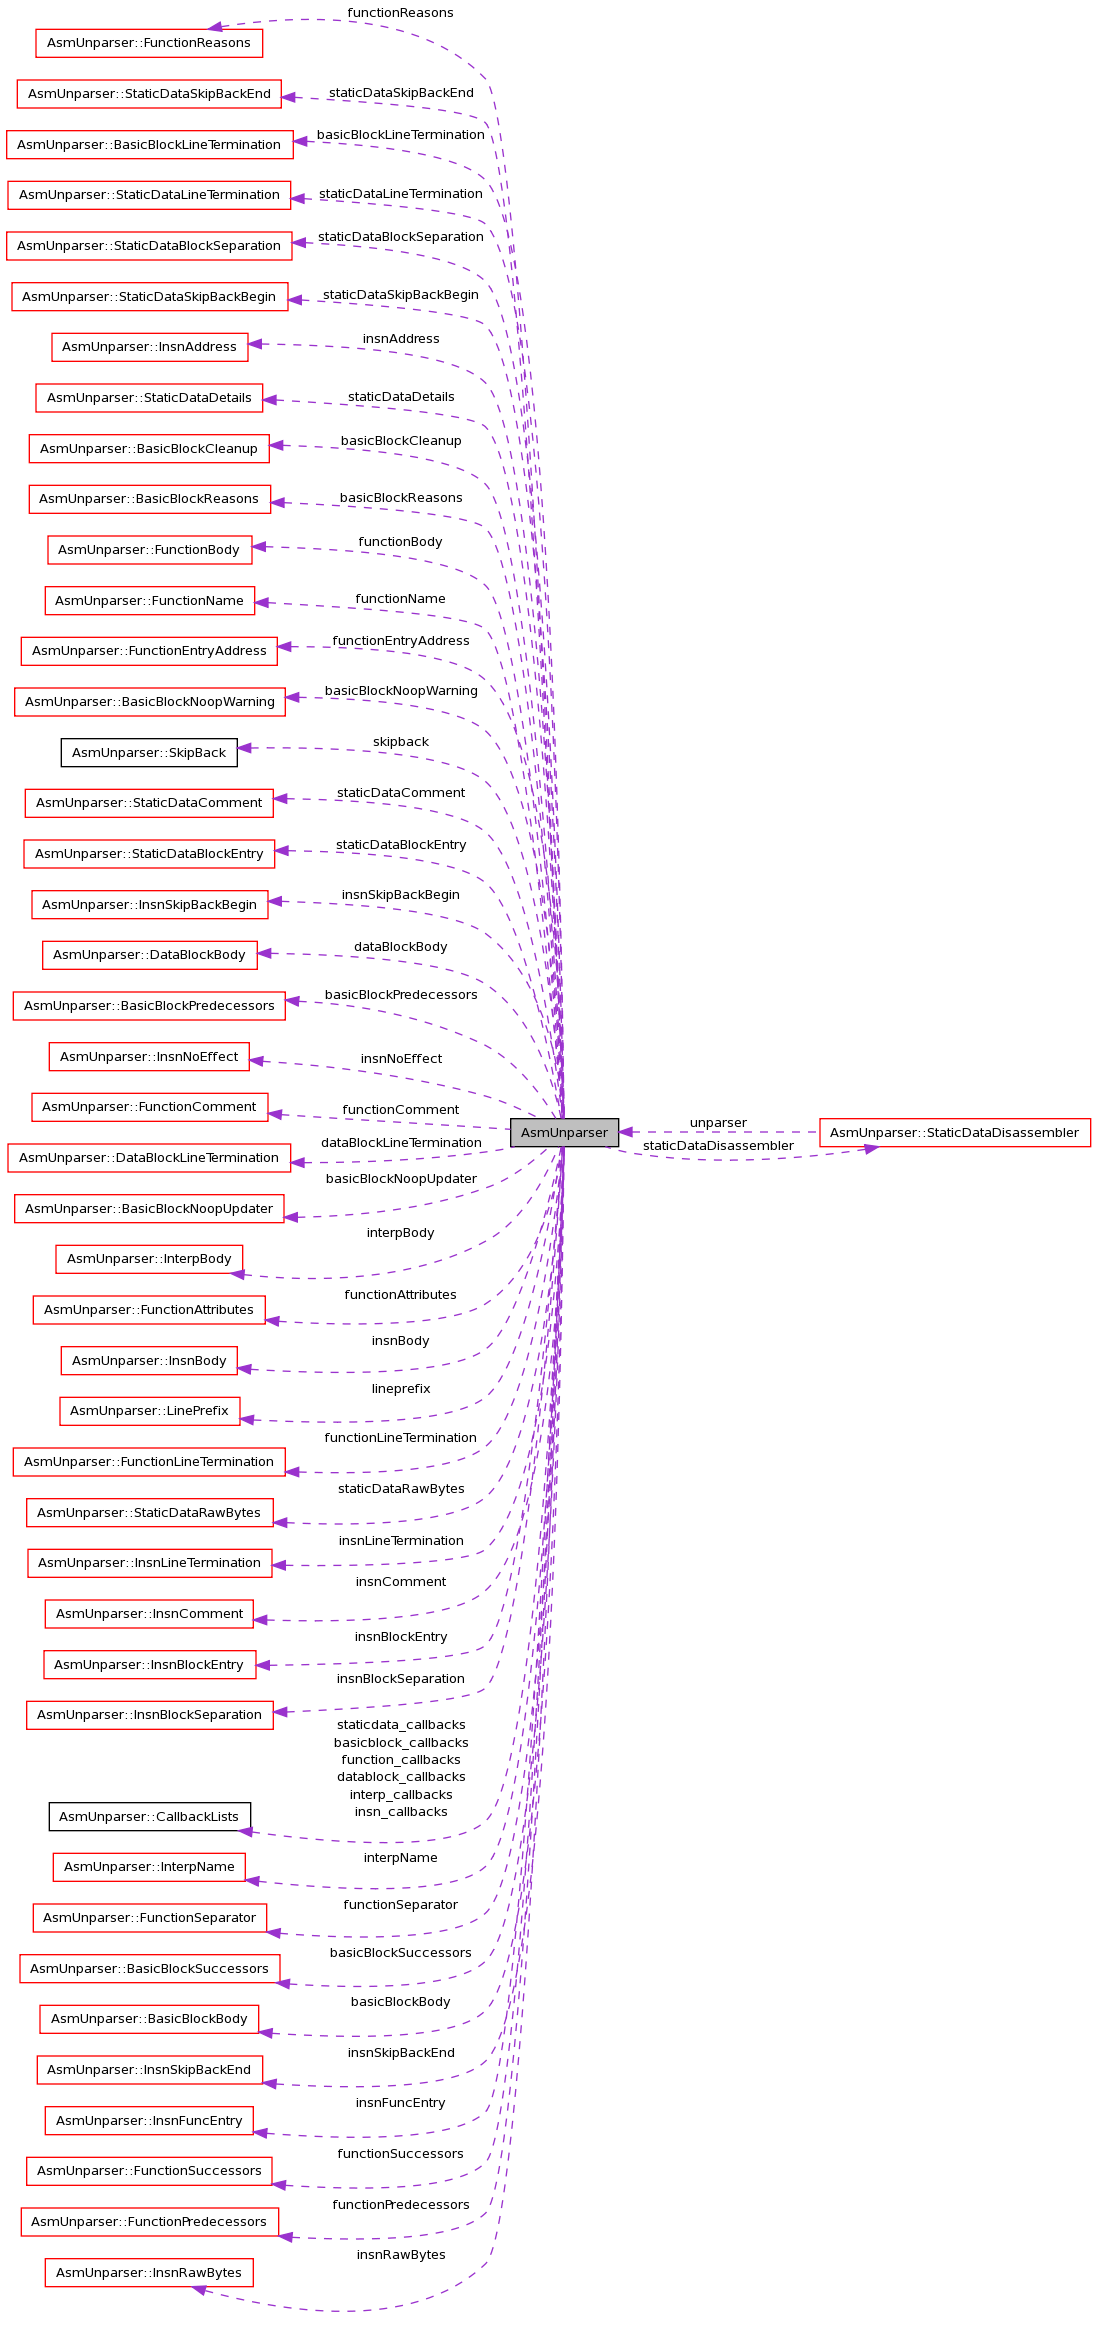 functionReasons
AsmUnparser::FunctionReasons
staticDataSkipBackEnd
AsmUnparser::StaticDataSkipBackEnd
basicBlockLineTermination
AsmUnparser::BasicBlockLineTermination
staticDataLineTermination
AsmUnparser::StaticDataLineTermination
staticDataBlockSeparation
AsmUnparser::StaticDataBlockSeparation
staticDataSkipBackBegin
AsmUnparser::StaticDataSkipBackBegin
insnAddress
AsmUnparser::InsnAddress
staticDataDetails
AsmUnparser::StaticDataDetails
basicBlockCleanup
AsmUnparser::BasicBlockCleanup
basicBlockReasons
AsmUnparser::BasicBlockReasons
functionBody
AsmUnparser::FunctionBody
functionName
AsmUnparser::FunctionName
functionEntryAddress
AsmUnparser::FunctionEntryAddress
basicBlockNoopWarning
AsmUnparser::BasicBlockNoopWarning
skipback
AsmUnparser::SkipBack
staticDataComment
AsmUnparser::StaticDataComment
staticDataBlockEntry
AsmUnparser::StaticDataBlockEntry
insnSkipBackBegin
AsmUnparser::InsnSkipBackBegin
dataBlockBody
AsmUnparser::DataBlockBody
basicBlockPredecessors
AsmUnparser::BasicBlockPredecessors
insnNoEffect
AsmUnparser::InsnNoEffect
functionComment
AsmUnparser::FunctionComment
unparser
AsmUnparser
AsmUnparser::StaticDataDisassembler
staticDataDisassembler
dataBlockLineTermination
AsmUnparser::DataBlockLineTermination
basicBlockNoopUpdater
AsmUnparser::BasicBlockNoopUpdater
interpBody
AsmUnparser::InterpBody
functionAttributes
AsmUnparser::FunctionAttributes
insnBody
AsmUnparser::InsnBody
lineprefix
AsmUnparser::LinePrefix
functionLineTermination
AsmUnparser::FunctionLineTermination
staticDataRawBytes
AsmUnparser::StaticDataRawBytes
insnLineTermination
AsmUnparser::InsnLineTermination
insnComment
AsmUnparser::InsnComment
insnBlockEntry
AsmUnparser::InsnBlockEntry
insnBlockSeparation
AsmUnparser::InsnBlockSeparation
staticdata_callbacks
basicblock_callbacks
function_callbacks
datablock_callbacks
interp_callbacks
insn_callbacks
AsmUnparser::CallbackLists
interpName
AsmUnparser::InterpName
functionSeparator
AsmUnparser::FunctionSeparator
basicBlockSuccessors
AsmUnparser::BasicBlockSuccessors
basicBlockBody
AsmUnparser::BasicBlockBody
insnSkipBackEnd
AsmUnparser::InsnSkipBackEnd
insnFuncEntry
AsmUnparser::InsnFuncEntry
functionSuccessors
AsmUnparser::FunctionSuccessors
functionPredecessors
AsmUnparser::FunctionPredecessors
insnRawBytes
AsmUnparser::InsnRawBytes